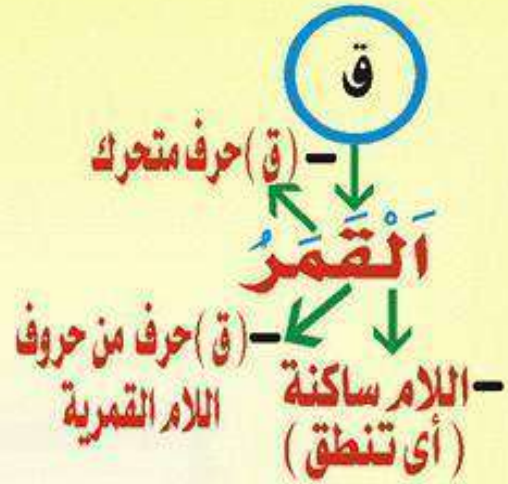 ق
– (ق) حرف متحرك
اَلْقَمَرُ
– (ق) حرف من حروف
اللام القمرية
– اللام ساكنة
(أى تنطق)